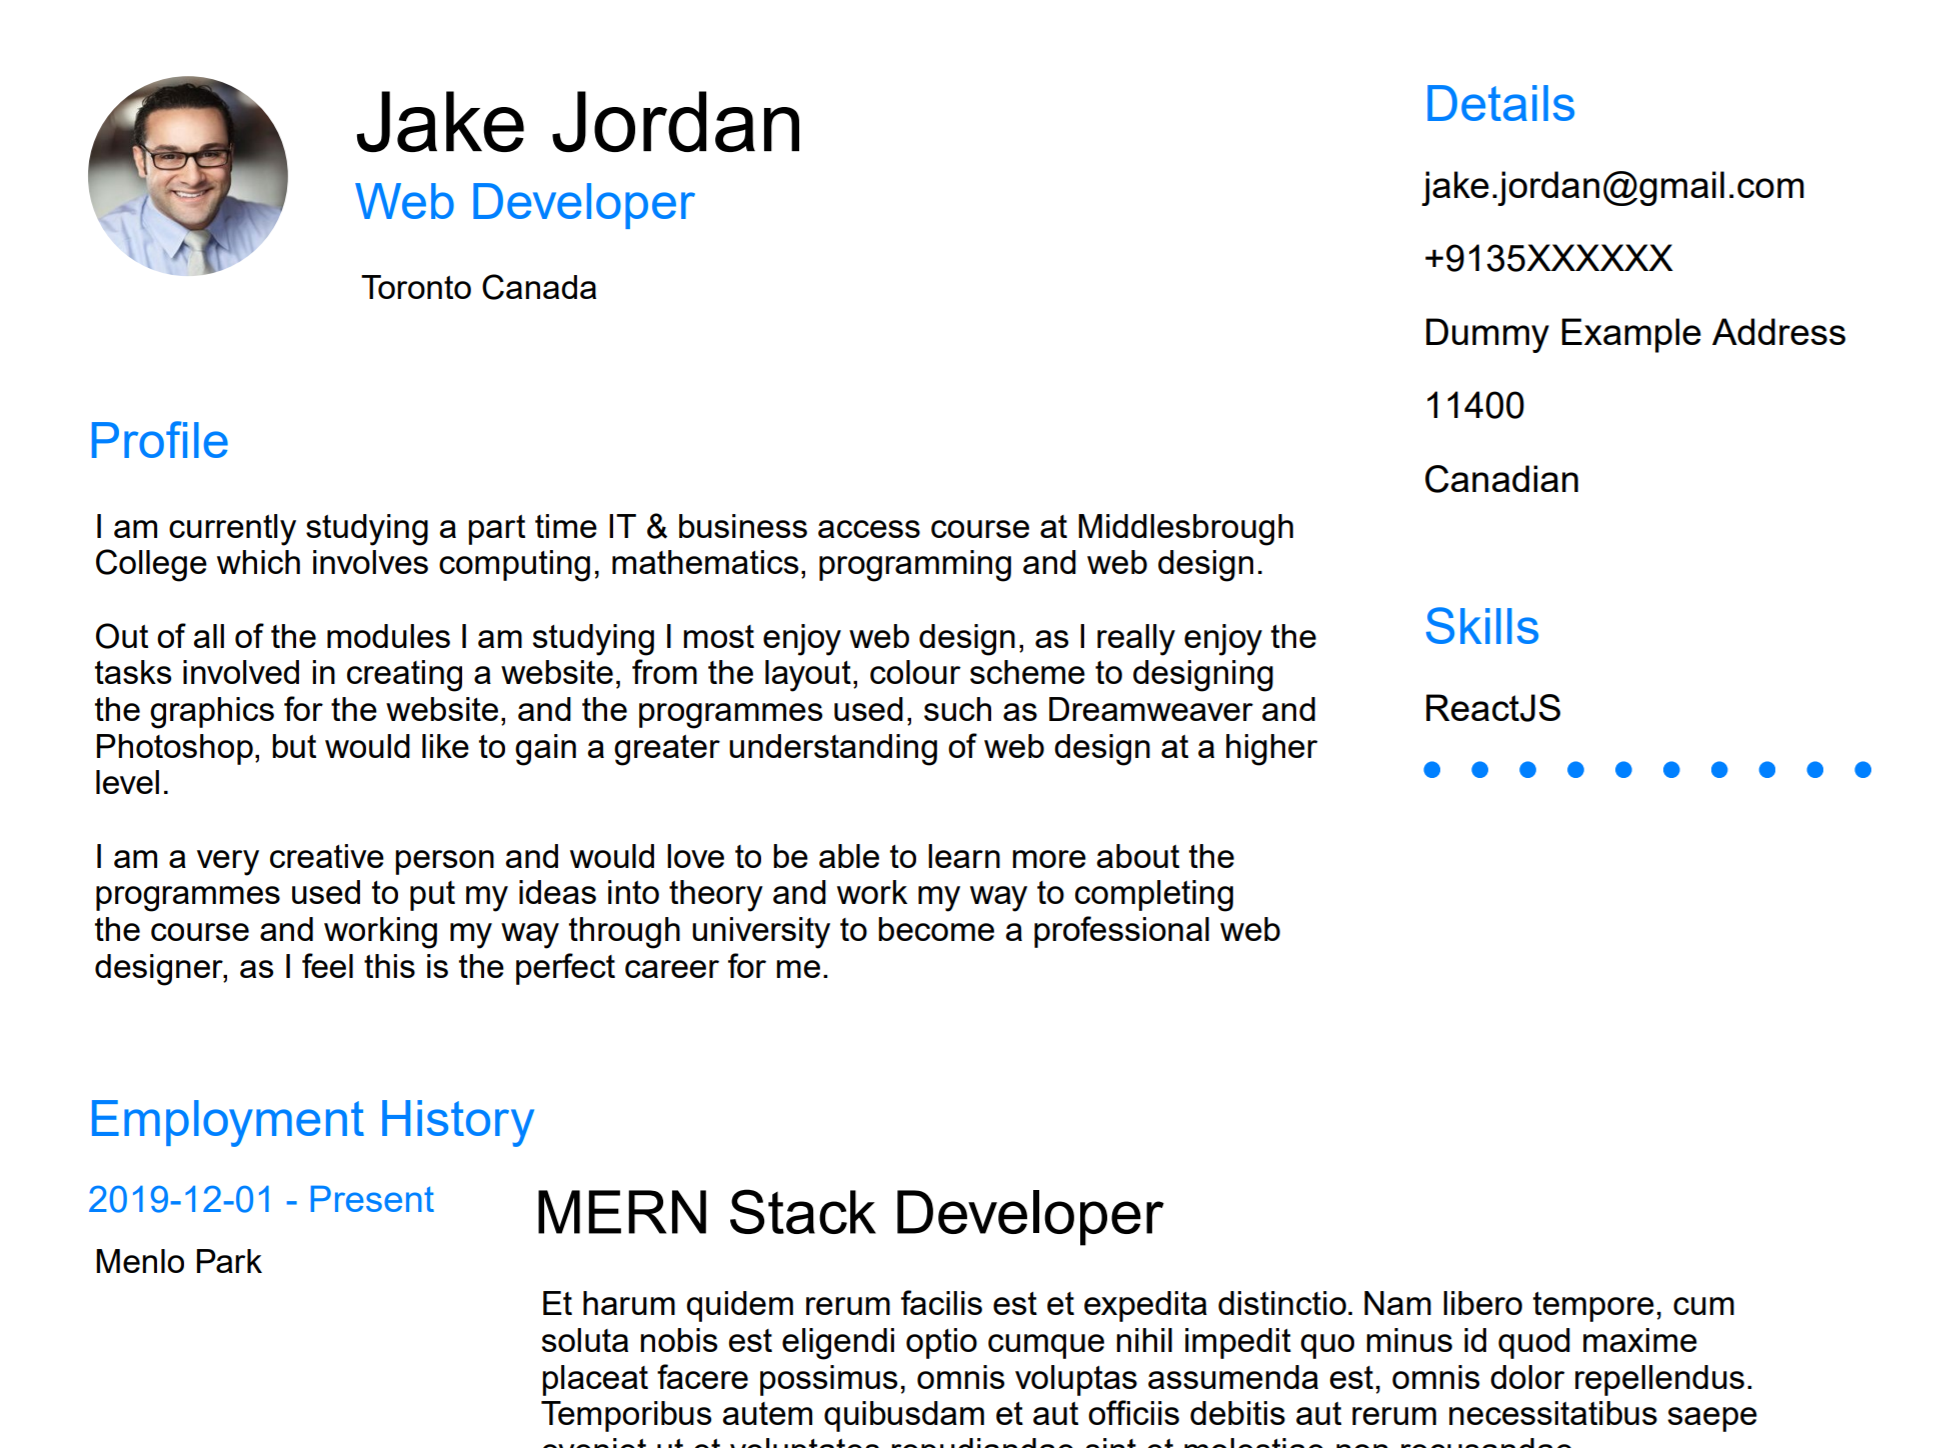 Jake Jordan
Web Developer
Toronto Canada
Details
jake.jordan@gmail.com
+9135XXXXXX
Dummy Example Address
11400
Canadian
Skills
ReactJS
Profile
I am currently studying a part time IT & business access course at Middlesbrough
College which involves computing, mathematics, programming and web design.
Out of all of the modules I am studying I most enjoy web design, as I really enjoy the
tasks involved in creating a website, from the layout, colour scheme to designing
the graphics for the website, and the programmes used, such as Dreamweaver and
Photoshop, but would like to gain a greater understanding of web design at a higher
level.
I am a very creative person and would love to be able to learn more about the
programmes used to put my ideas into theory and work my way to completing
the course and working my way through university to become a professional web
designer, as I feel this is the perfect career for me.
Employment History
2019-12-01 - Present
Menlo Park
MERN Stack Developer
Et harum quidem rerum facilis est et expedita distinctio. Nam libero tempore, cum
soluta nobis est eligendi optio cumque nihil impedit quo minus id quod maxime
placeat facere possimus, omnis voluptas assumenda est, omnis dolor repellendus.
Temporibus autem quibusdam et aut officiis debitis aut rerum necessitatibus saepe